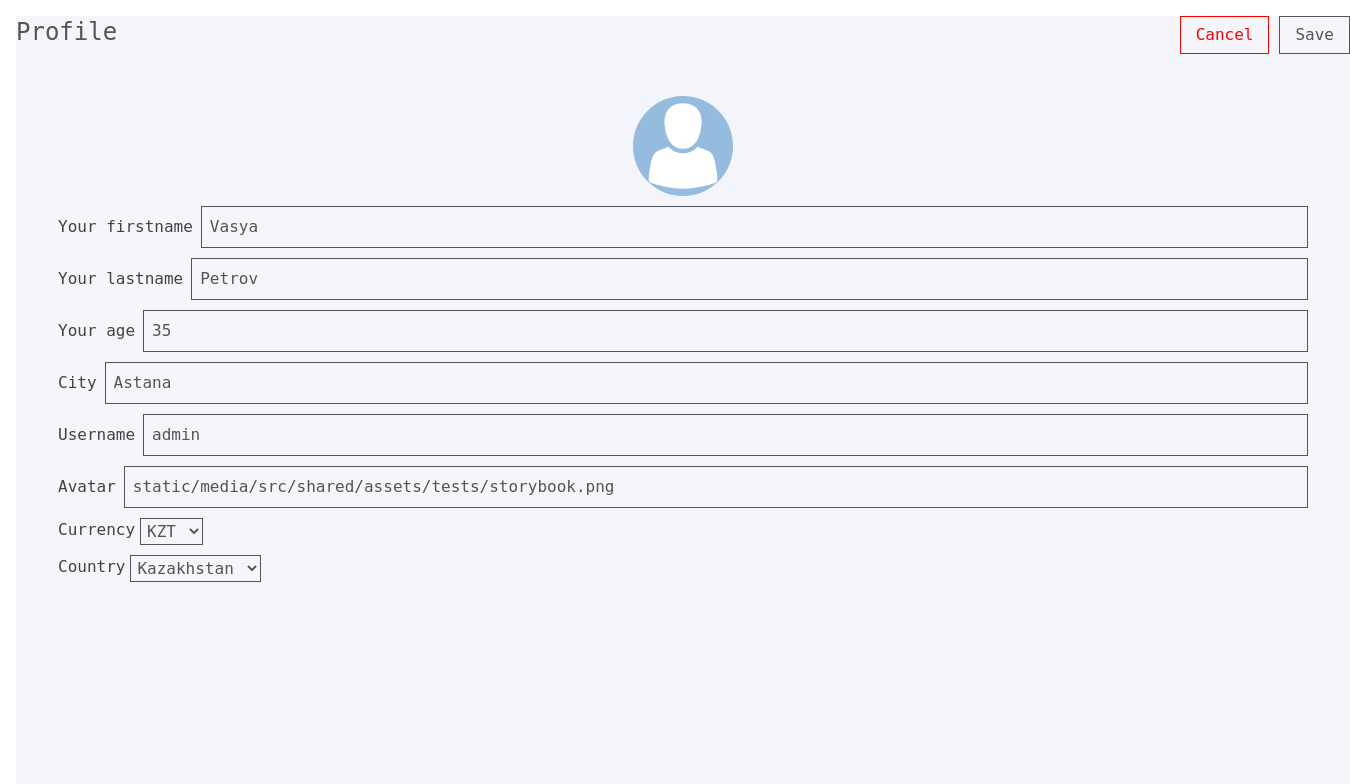 Profile
Cancel Save
Your firstname Vasya
Your lastname Petrov
Your age 35
City Astana
Username admin
Avatar static/media/src/shared/assets/tests/storybook.png
Currency KZT
Country Kazakhstan